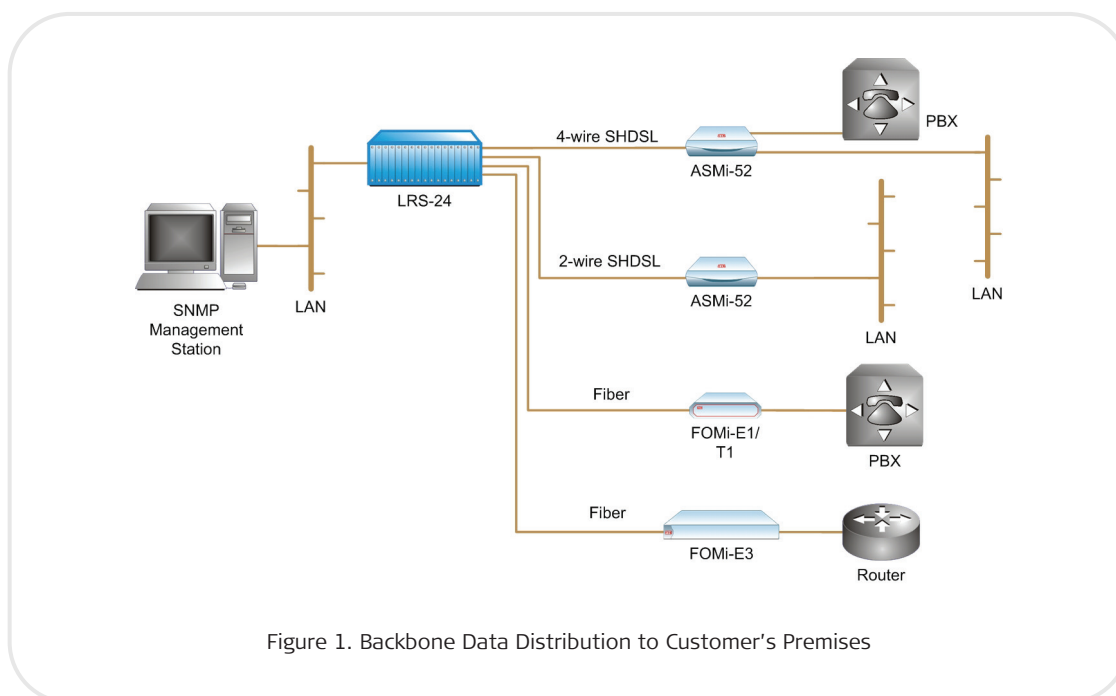 4-wire SHDSL
PBX
ASMi-52
LRS-24
2-wire SHDSL
ASMi-52
LAN
LAN
LAN
SNMP
Management
Station
Fiber
FOMi-E1/
T1
PBX
Fiber
FOMi-E3
Router
Figure 1. Backbone Data Distribution to Customer's Premises